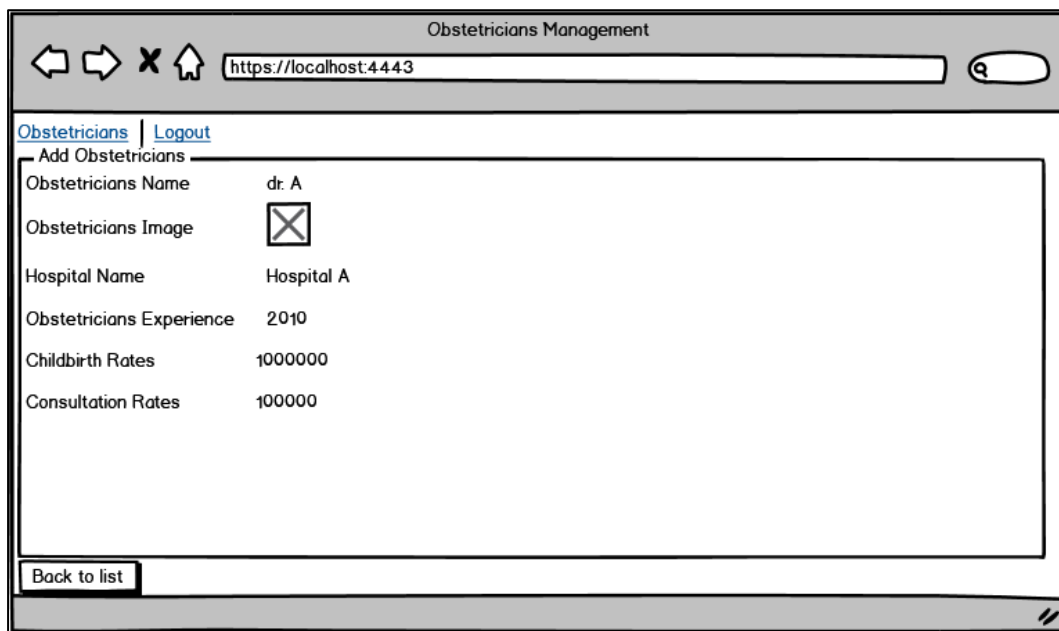 Obstetricians Management
https://localhost:4443
Obstetricians | Logout
Add Obstetricians
Obstetricians Name dr. A
Obstetricians Image
Hospital Name Hospital A
Obstetricians Experience 2010
Childbirth Rates 1000000
Consultation Rates 100000
Back to list